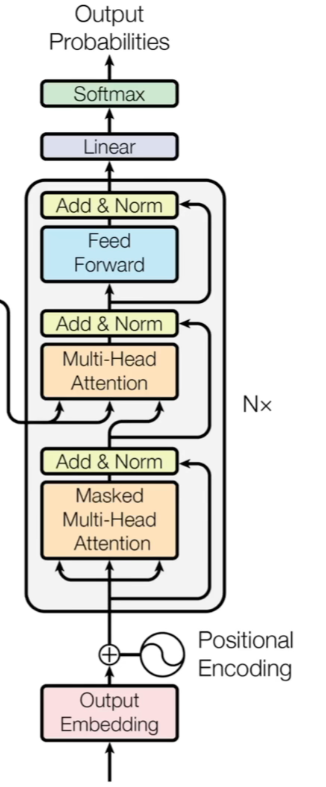 Output
Probabilities
Softmax
Linear
Add & Norm
Feed
Forward
Add & Norm
Multi-Head
Attention
N×
Add & Norm
Masked
Multi-Head
Attention
Positional
Encoding
Output
Embedding